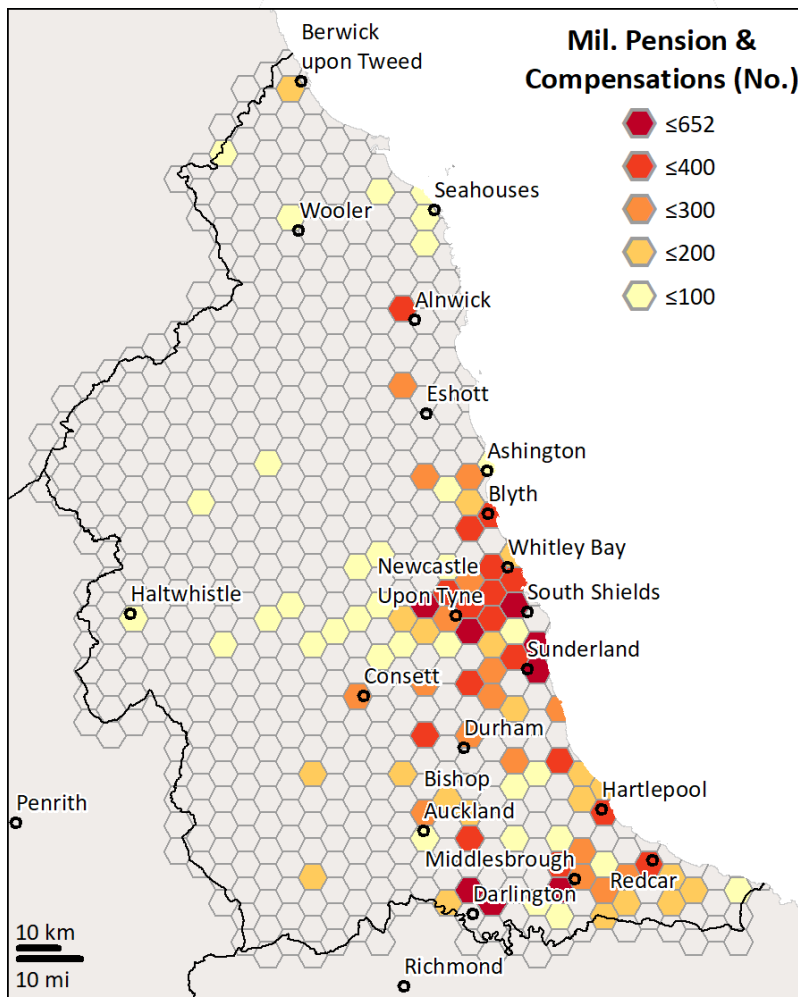 Berwick
upon Tweed
Mil. Pension &
Compensations (No.)
≤652
≤400
≤300
≤200
≤100
Seahouses
Wooler
Alnwick
Eshott
Ashington
Blyth
Whitley Bay
Newcastle
Upon Tyne
South Shields
Haltwhistle
Sunderland
Consett
Durham
Bishop
Auckland
Hartlepool
Penrith
Middlesbrough
Redcar
Darlington
10 km
10 mi
Richmond